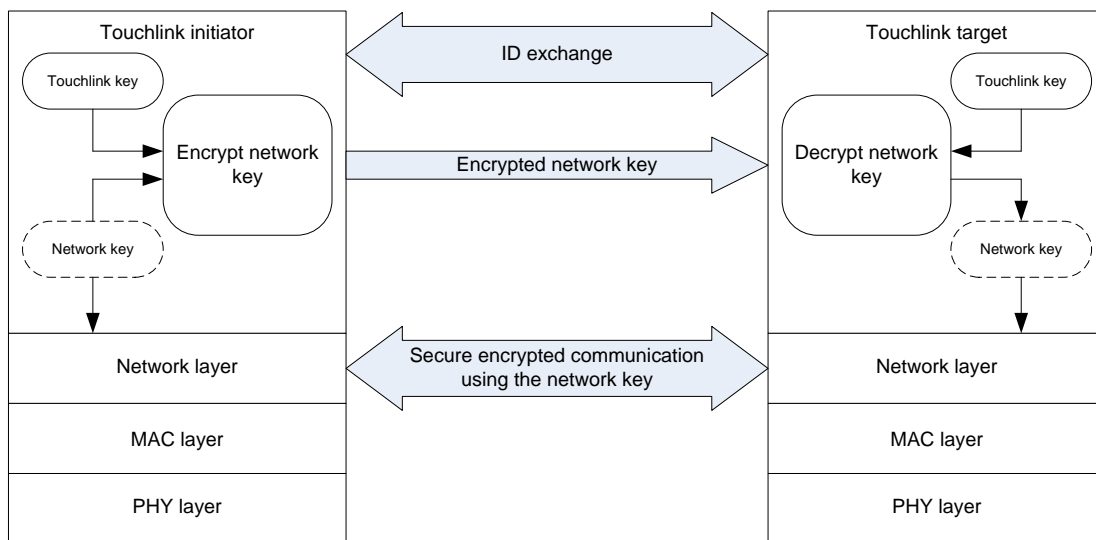 Touchlink initiator
Touchlink key
Encrypt network
key
Network key
Network layer
MAC layer
PHY layer
ID exchange
Encrypted network key
Secure encrypted communication
using the network key
Touchlink target
Touchlink key
Decrypt network
key
Network key
Network layer
MAC layer
PHY layer